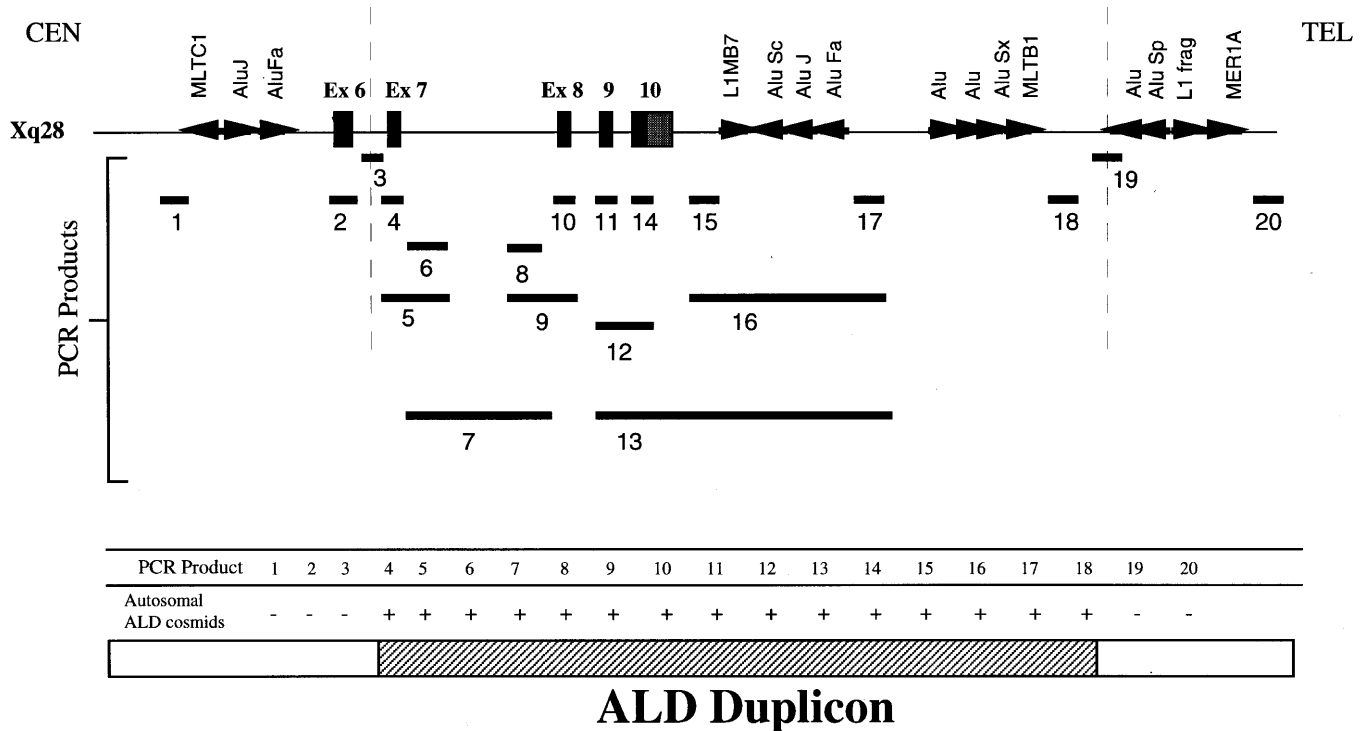 CEN
TEL
MLTC1
AluJ
AluFa
Ex 6
Ex 7
Ex 8
9
10
L1MB7
Alu Sc
Alu J
Alu Fa
Alu
Alu
Alu Sx
MLTB1
Alu
Alu Sp
L1 frag
MER1A
Xq28
PCR Products
3
19
1
2
4
10
11
14
15
17
18
20
6
8
5
9
16
12
7
13
PCR Product 1 2 3 4 5 6 7 8 9 10 11 12 13 14 15 16 17 18 19 20
Autosomal
ALD cosmids - - - + + + + + + + + + + + + + + + - -
ALD Duplicon